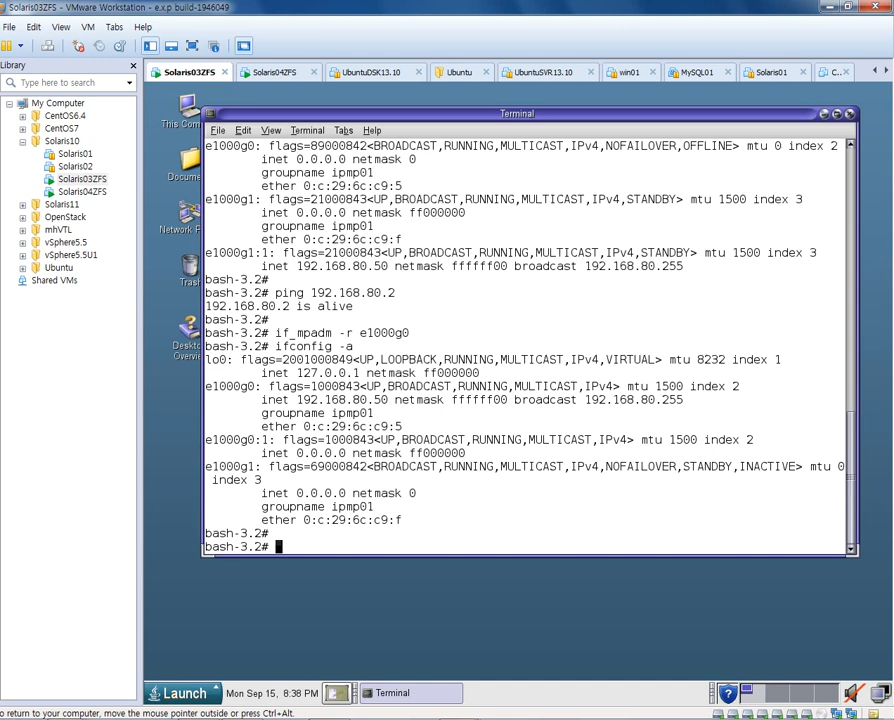 Solaris03ZFS - VMware Workstation - e.x.p build-1946049
File Edit View VM Tabs Help
Library
Type here to search
My Computer
CentOS6.4
CentOS7
Solaris10
Solaris01
Solaris02
Solaris03ZFS
Solaris04ZFS
Solaris11
OpenStack
mhVTL
vSphere5.5
vSphere5.5U1
Ubuntu
Shared VMs
Solaris03ZFS Solaris04ZFS UbuntuDSK13.10 Ubuntu UbuntuSVR13.10 win01 MySQL01 Solaris01 C...
This Com
Docume
Network P
Trash
Deskto
Overvie
Terminal
File Edit View Terminal Tabs Help
e1000g0: flags=89000842<BROADCAST,RUNNING,MULTICAST,IPv4,NOFAILOVER,OFFLINE> mtu 0 index 2
inet 0.0.0.0 netmask 0
groupname ipmp01
ether 0:c:29:6c:c9:5
e1000g1: flags=21000843<UP,BROADCAST,RUNNING,MULTICAST,IPv4,STANDBY> mtu 1500 index 3
inet 0.0.0.0 netmask ff000000
groupname ipmp01
ether 0:c:29:6c:c9:f
e1000g1:1: flags=21000843<UP,BROADCAST,RUNNING,MULTICAST,IPv4,STANDBY> mtu 1500 index 3
inet 192.168.80.50 netmask ffffff00 broadcast 192.168.80.255
bash-3.2#
bash-3.2# ping 192.168.80.2
192.168.80.2 is alive
bash-3.2#
bash-3.2# if_mpadm -r e1000g0
bash-3.2# ifconfig -a
lo0: flags=2001000849<UP,LOOPBACK,RUNNING,MULTICAST,IPv4,VIRTUAL> mtu 8232 index 1
inet 127.0.0.1 netmask ff000000
e1000g0: flags=1000843<UP,BROADCAST,RUNNING,MULTICAST,IPv4> mtu 1500 index 2
inet 192.168.80.50 netmask ffffff00 broadcast 192.168.80.255
groupname ipmp01
ether 0:c:29:6c:c9:5
e1000g0:1: flags=1000843<UP,BROADCAST,RUNNING,MULTICAST,IPv4> mtu 1500 index 2
inet 0.0.0.0 netmask ff000000
e1000g1: flags=69000842<BROADCAST,RUNNING,MULTICAST,IPv4,NOFAILOVER,STANDBY,INACTIVE> mtu 0
index 3
inet 0.0.0.0 netmask 0
groupname ipmp01
ether 0:c:29:6c:c9:f
bash-3.2#
bash-3.2#
Launch Mon Sep 15, 8:38 PM Terminal
o return to your computer, move the mouse pointer outside or press Ctrl+Alt.